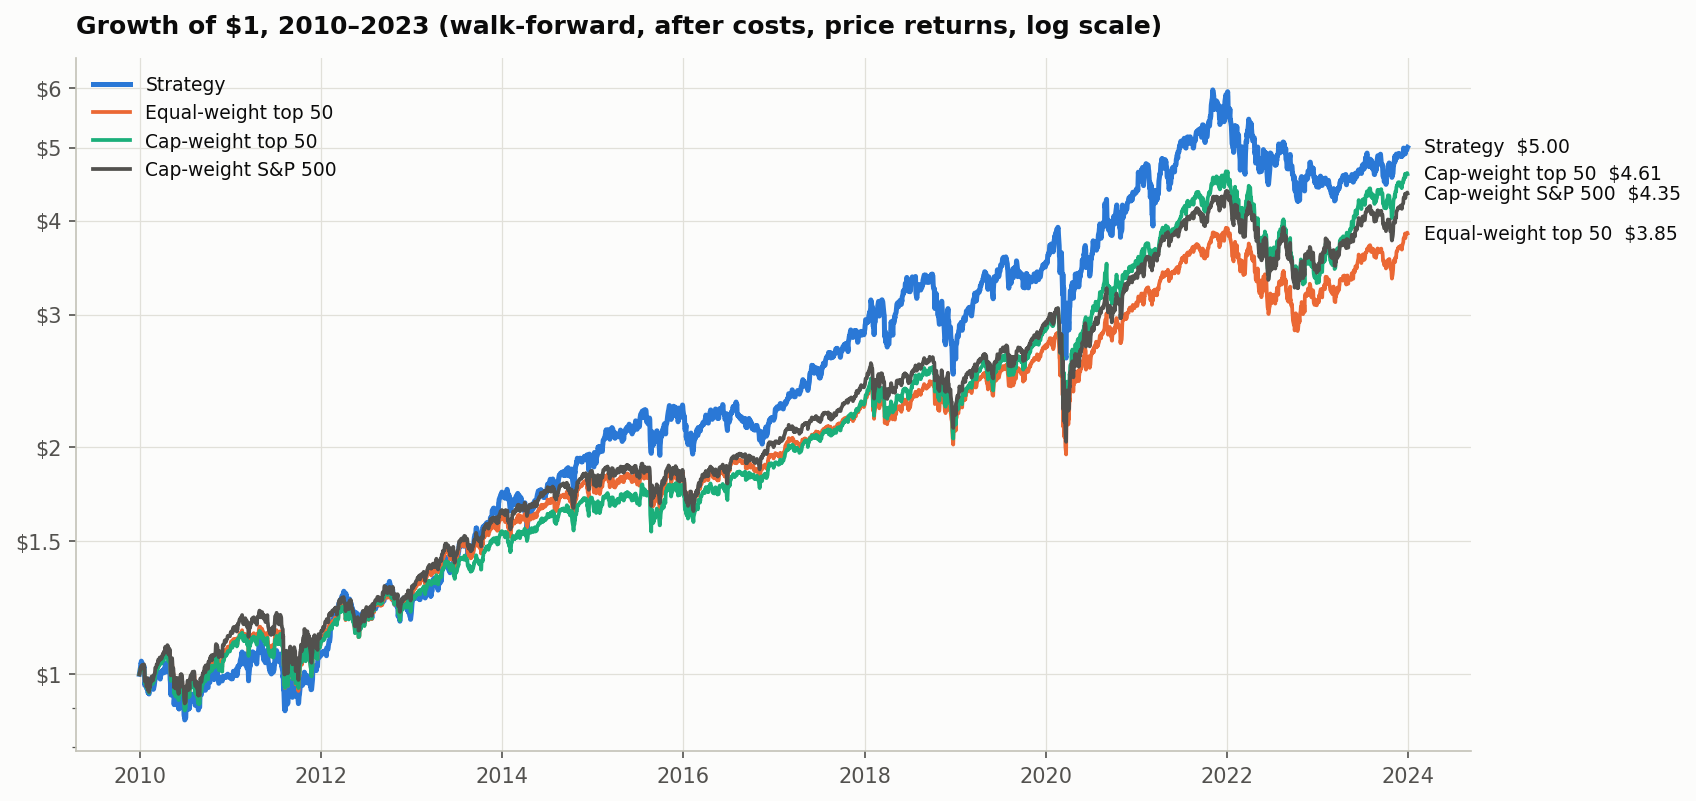 Growth of $1, 2010–2023 (walk-forward, after costs, price returns, log scale)
Strategy
Equal-weight top 50
Cap-weight top 50
Cap-weight S&P 500
$6
$5
$4
$3
$2
$1.5
$1
Strategy  $5.00
Cap-weight top 50  $4.61
Cap-weight S&P 500  $4.35
Equal-weight top 50  $3.85
2010 2012 2014 2016 2018 2020 2022 2024